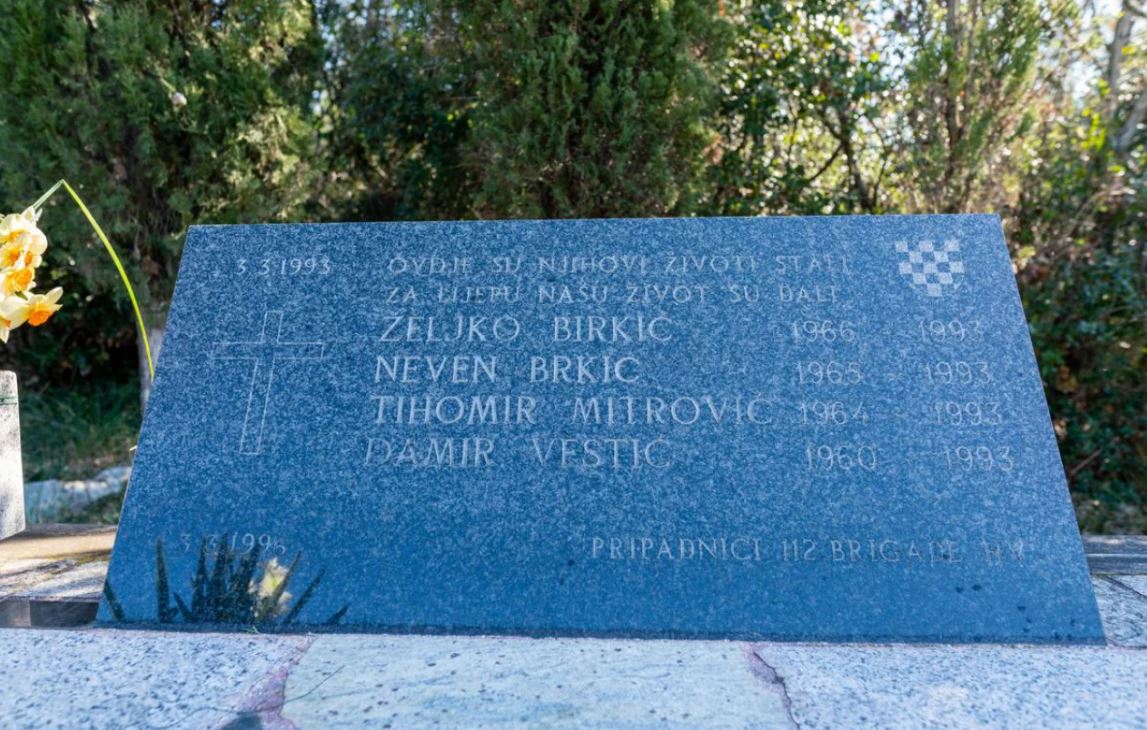 3 3 1993
OVDJE SU NJIHOVI ŽIVOTI STALI
ZA LIJEPU NAŠU ŽIVOT SU DALI
ŽELJKO BIRKIĆ 1966 - 1993
NEVEN BRKIĆ 1965 - 1993
TIHOMIR MITROVIĆ 1964 - 1993
DAMIR VESTIĆ 1960 - 1993
3 3 1996
PRIPADNICI 112 BRIGADE HV